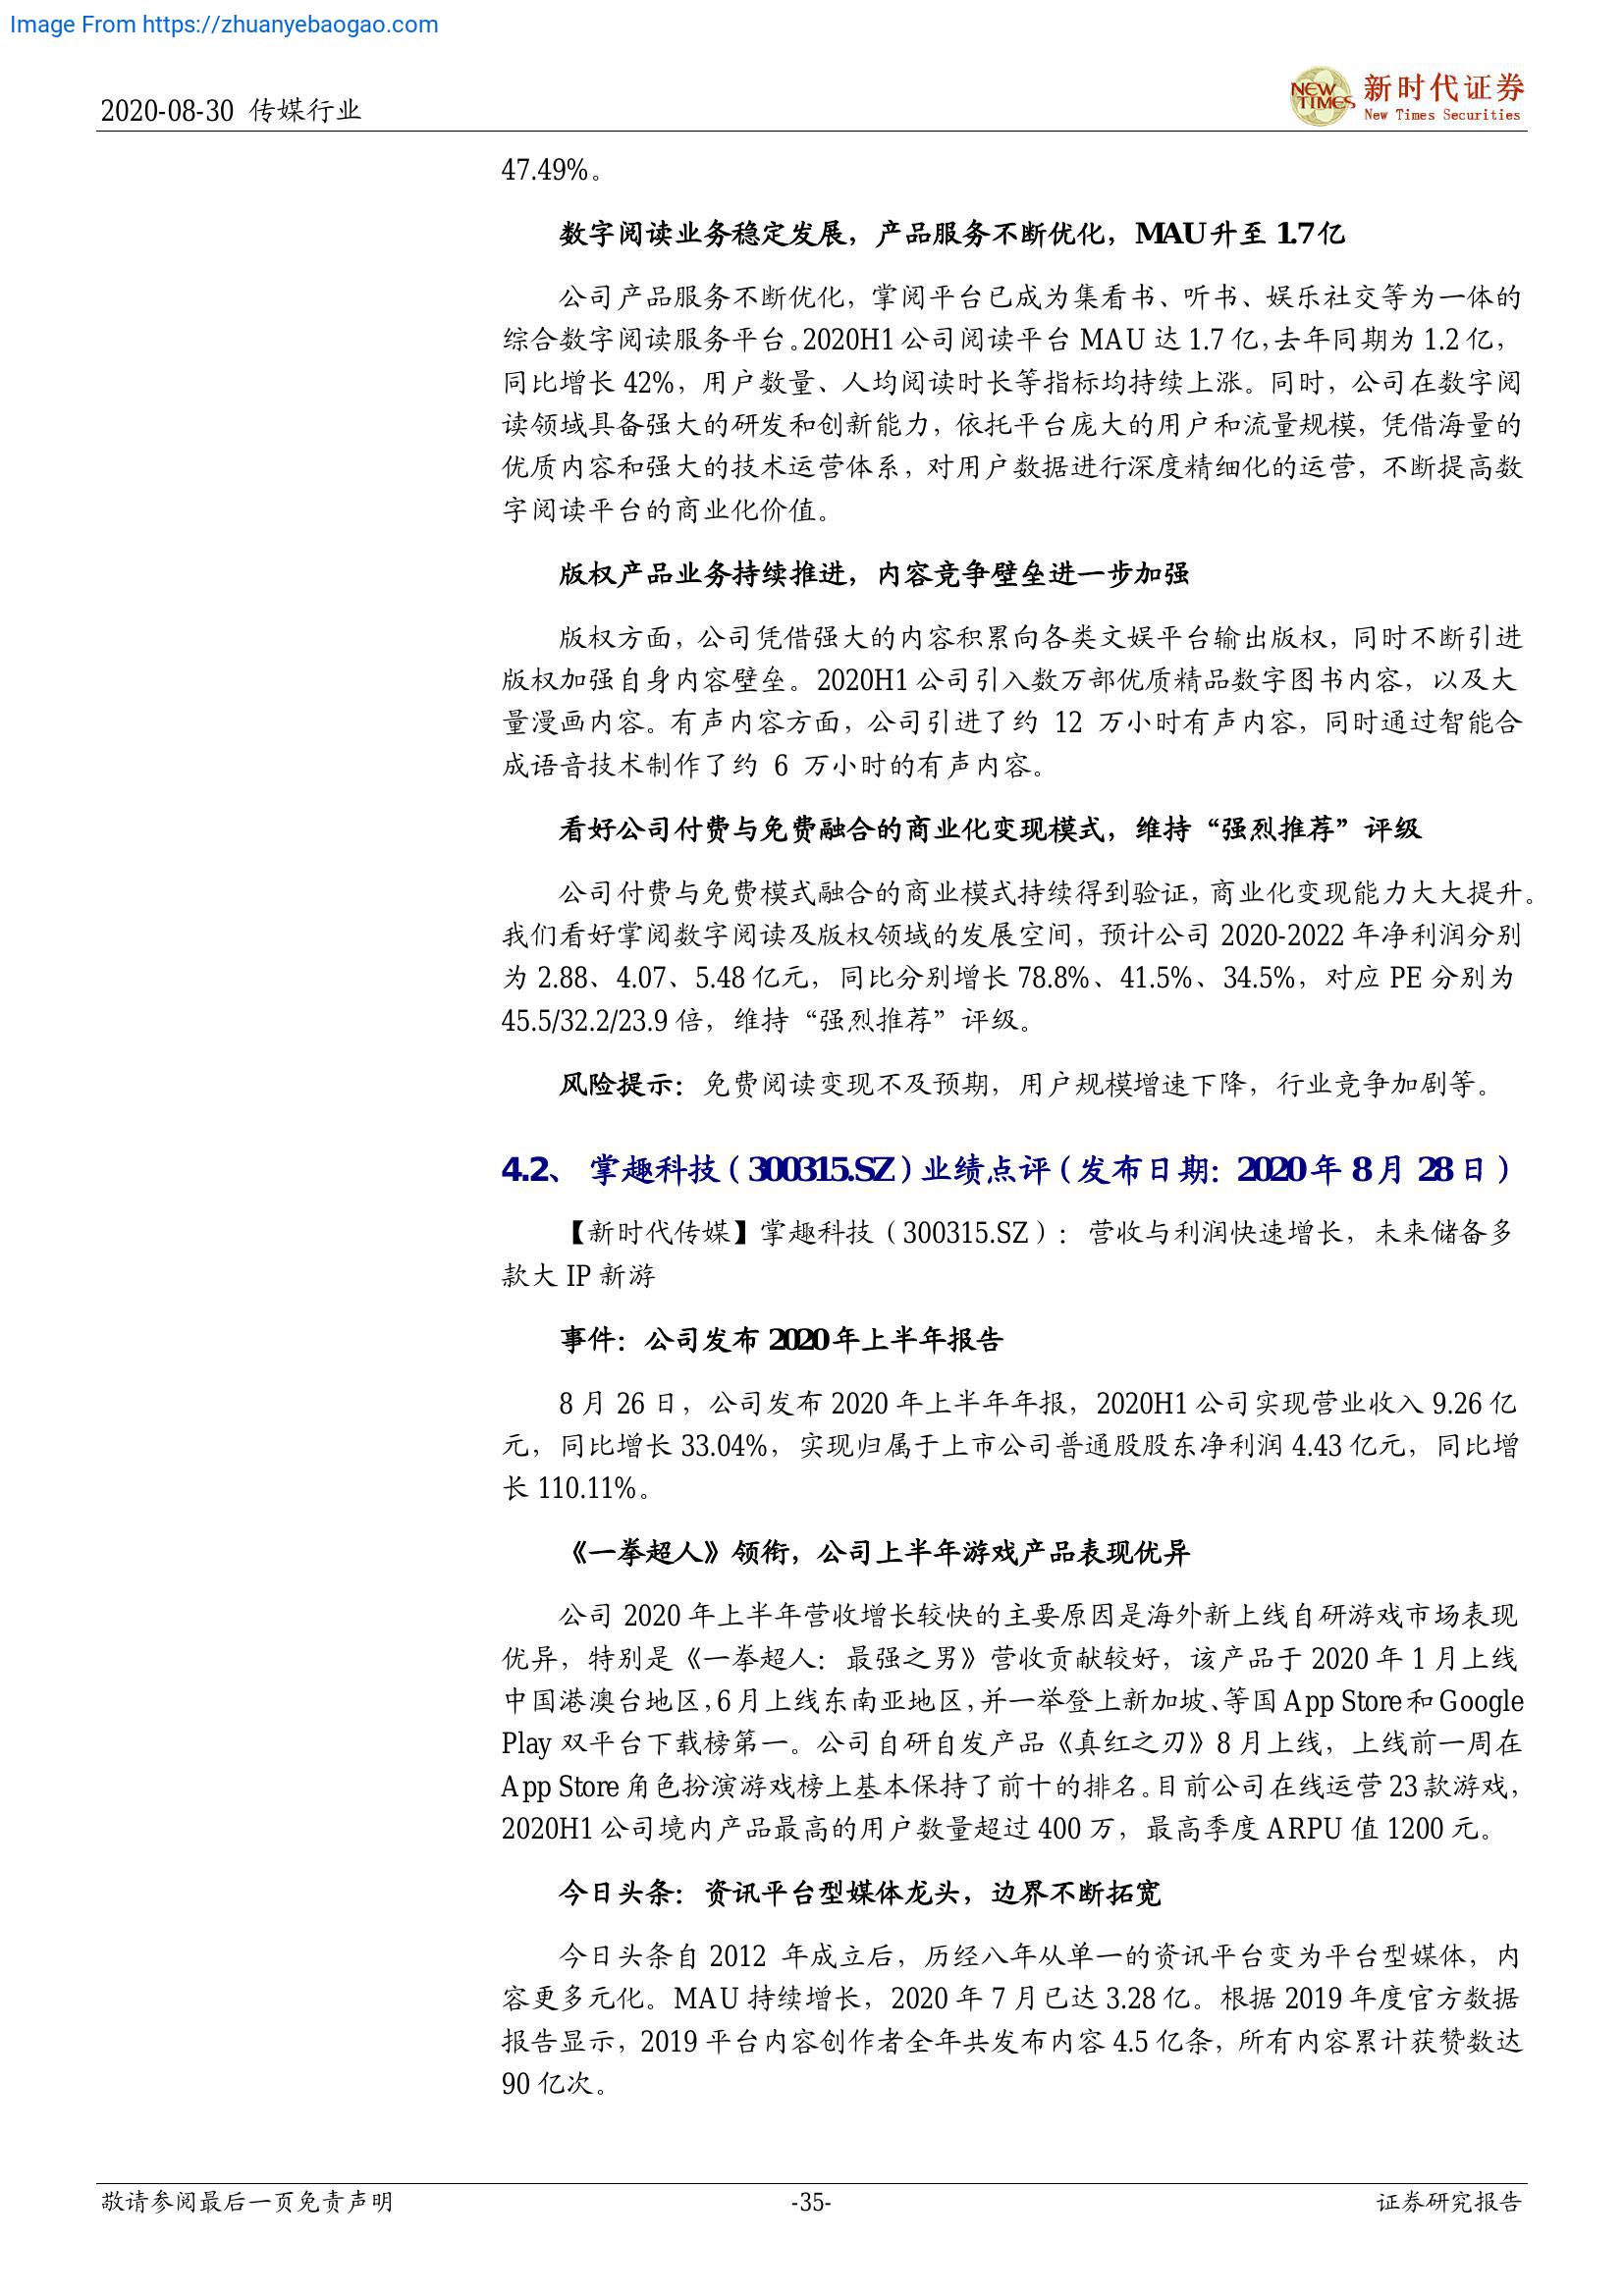 Image From https://zhuanyebaogao.com
2020-08-30 传媒行业
NEW TIMES
新时代证券
New Times Securities
47.49%。
数字阅读业务稳定发展，产品服务不断优化，MAU 升至 1.7 亿
公司产品服务不断优化，掌阅平台已成为集看书、听书、娱乐社交等为一体的
综合数字阅读服务平台。2020H1 公司阅读平台 MAU 达 1.7 亿，去年同期为 1.2 亿，
同比增长 42%，用户数量、人均阅读时长等指标均持续上涨。同时，公司在数字阅
读领域具备强大的研发和创新能力，依托平台庞大的用户和流量规模，凭借海量的
优质内容和强大的技术运营体系，对用户数据进行深度精细化的运营，不断提高数
字阅读平台的商业化价值。
版权产品业务持续推进，内容竞争壁垒进一步加强
版权方面，公司凭借强大的内容积累向各类文娱平台输出版权，同时不断引进
版权加强自身内容壁垒。2020H1 公司引入数万部优质精品数字图书内容，以及大
量漫画内容。有声内容方面，公司引进了约 12 万小时有声内容，同时通过智能合
成语音技术制作了约 6 万小时的有声内容。
看好公司付费与免费融合的商业化变现模式，维持“强烈推荐”评级
公司付费与免费模式融合的商业模式持续得到验证，商业化变现能力大大提升。
我们看好掌阅数字阅读及版权领域的发展空间，预计公司 2020-2022 年净利润分别
为 2.88、4.07、5.48 亿元，同比分别增长 78.8%、41.5%、34.5%，对应 PE 分别为
45.5/32.2/23.9 倍，维持“强烈推荐”评级。
风险提示：免费阅读变现不及预期，用户规模增速下降，行业竞争加剧等。
4.2、 掌趣科技（300315.SZ）业绩点评（发布日期：2020 年 8 月 28 日）
【新时代传媒】掌趣科技（300315.SZ）：营收与利润快速增长，未来储备多
款大 IP 新游
事件：公司发布 2020 年上半年报告
8 月 26 日，公司发布 2020 年上半年年报，2020H1 公司实现营业收入 9.26 亿
元，同比增长 33.04%，实现归属于上市公司普通股股东净利润 4.43 亿元，同比增
长 110.11%。
《一拳超人》领衔，公司上半年游戏产品表现优异
公司 2020 年上半年营收增长较快的主要原因是海外新上线自研游戏市场表现
优异，特别是《一拳超人：最强之男》营收贡献较好，该产品于 2020 年 1 月上线
中国港澳台地区，6 月上线东南亚地区，并一举登上新加坡、等国 App Store 和 Google
Play 双平台下载榜第一。公司自研自发产品《真红之刃》8 月上线，上线前一周在
App Store 角色扮演游戏榜上基本保持了前十的排名。目前公司在线运营 23 款游戏，
2020H1 公司境内产品最高的用户数量超过 400 万，最高季度 ARPU 值 1200 元。
今日头条：资讯平台型媒体龙头，边界不断拓宽
今日头条自 2012 年成立后，历经八年从单一的资讯平台变为平台型媒体，内
容更多元化。MAU 持续增长，2020 年 7 月已达 3.28 亿。根据 2019 年度官方数据
报告显示，2019 平台内容创作者全年共发布内容 4.5 亿条，所有内容累计获赞数达
90 亿次。
敬请参阅最后一页免责声明
-35-
证券研究报告